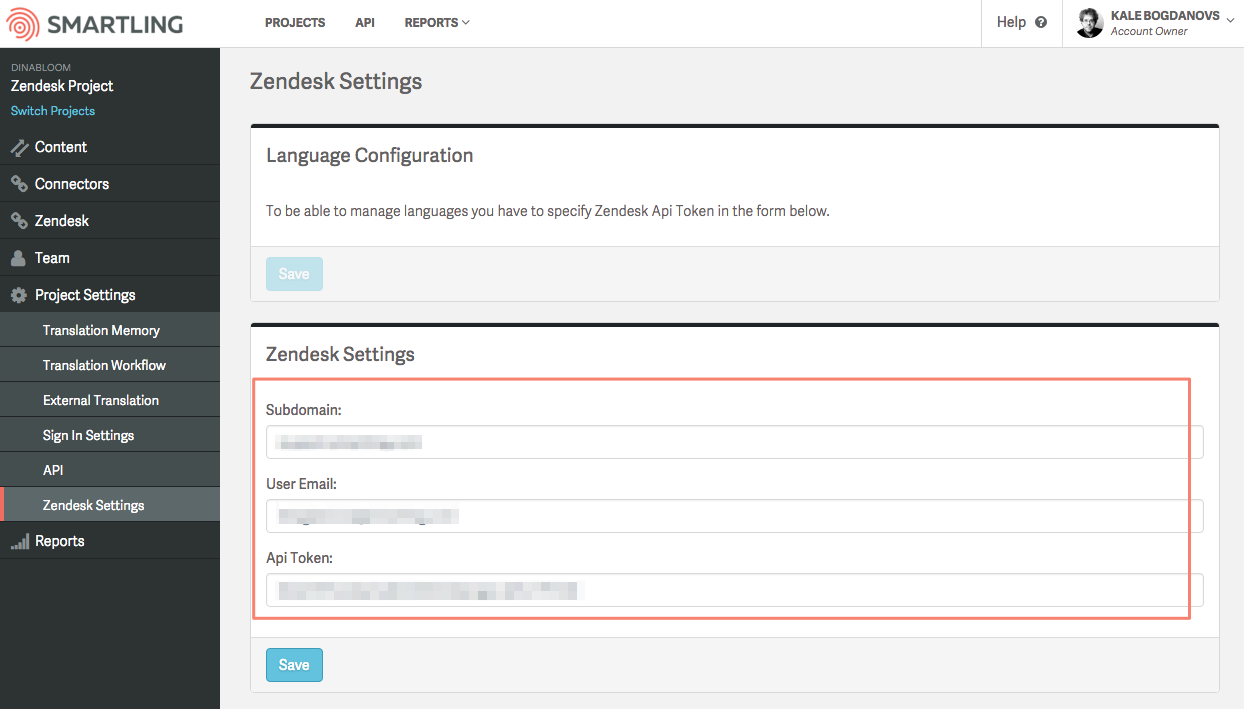 SMARTLING
PROJECTS
API
REPORTS
Help
KALE BOGDANOVS
Account Owner
DINABLOOM
Zendesk Project
Switch Projects
Content
Connectors
Zendesk
Team
Project Settings
Translation Memory
Translation Workflow
External Translation
Sign In Settings
API
Zendesk Settings
Reports
Zendesk Settings
Language Configuration
To be able to manage languages you have to specify Zendesk Api Token in the form below.
Save
Zendesk Settings
Subdomain:
User Email:
Api Token:
Save